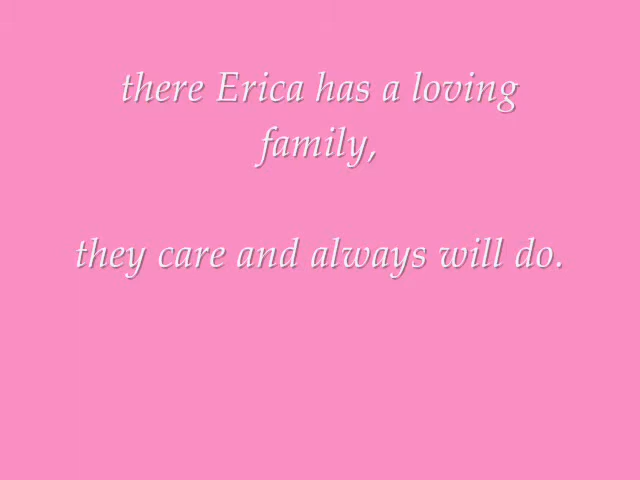 there Erica has a loving
family,
they care and always will do.